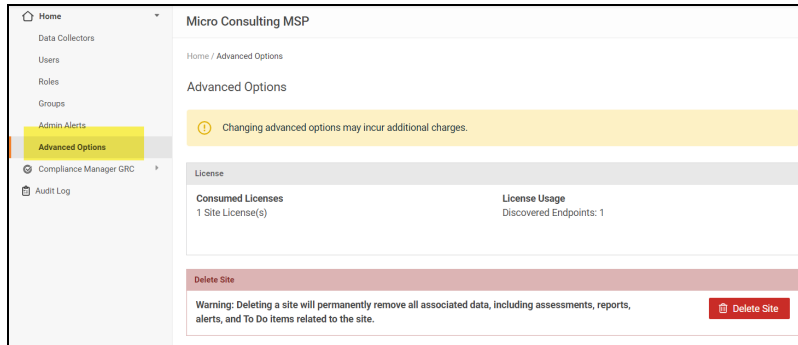 Home
Data Collectors
Users
Roles
Groups
Admin Alerts
Advanced Options
Compliance Manager GRC
Audit Log
Micro Consulting MSP
Home / Advanced Options
Advanced Options
Changing advanced options may incur additional charges.
License
Consumed Licenses
1 Site License(s)
License Usage
Discovered Endpoints: 1
Delete Site
Warning: Deleting a site will permanently remove all associated data, including assessments, reports,
alerts, and To Do items related to the site.
Delete Site